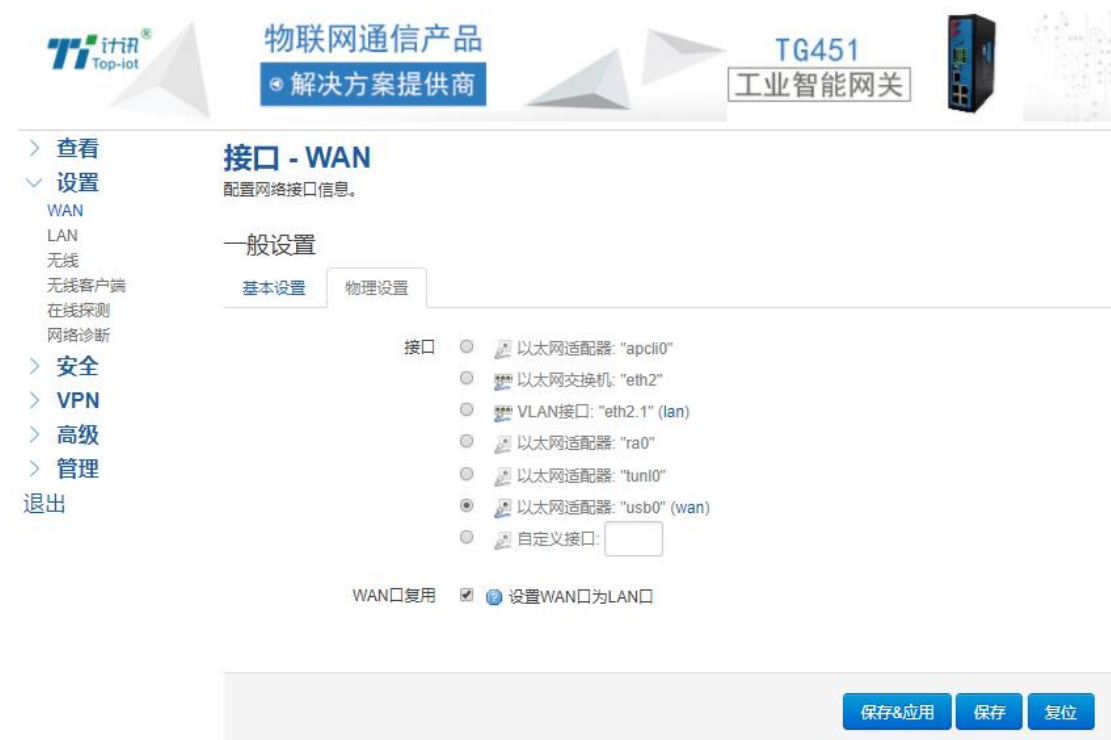 计讯®
Top-iot
物联网通信产品
解决方案提供商
TG451
工业智能网关
查看
设置
WAN
LAN
无线
无线客户端
在线探测
网络诊断
安全
VPN
高级
管理
退出
接口 - WAN
配置网络接口信息。
一般设置
基本设置
物理设置
接口
以太网适配器: "apcli0"
以太网交换机: "eth2"
VLAN接口: "eth2.1" (lan)
以太网适配器: "ra0"
以太网适配器: "tunl0"
以太网适配器: "usb0" (wan)
自定义接口:
WAN口复用 设置WAN口为LAN口
保存&应用 保存 复位